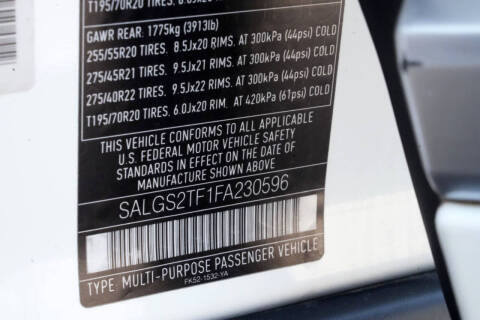 T195/70R20 TIRES.
GAWR REAR. 1775kg (3913lb)
255/55R20 TIRES. 8.5Jx20 RIMS. AT 300kPa (44psi) COLD
275/45R21 TIRES. 9.5Jx21 RIMS. AT 300kPa (44psi) COLD
275/40R22 TIRES. 9.5Jx22 RIMS. AT 300kPa (44psi) COLD
T195/70R20 TIRES. 6.0Jx20 RIM. AT 420kPa (61psi) COLD
THIS VEHICLE CONFORMS TO ALL APPLICABLE
U.S. FEDERAL MOTOR VEHICLE SAFETY
STANDARDS IN EFFECT ON THE DATE OF
MANUFACTURE SHOWN ABOVE
SALGS2TF1FA230596
TYPE: MULTI-PURPOSE PASSENGER VEHICLE
FK52-1532-YA